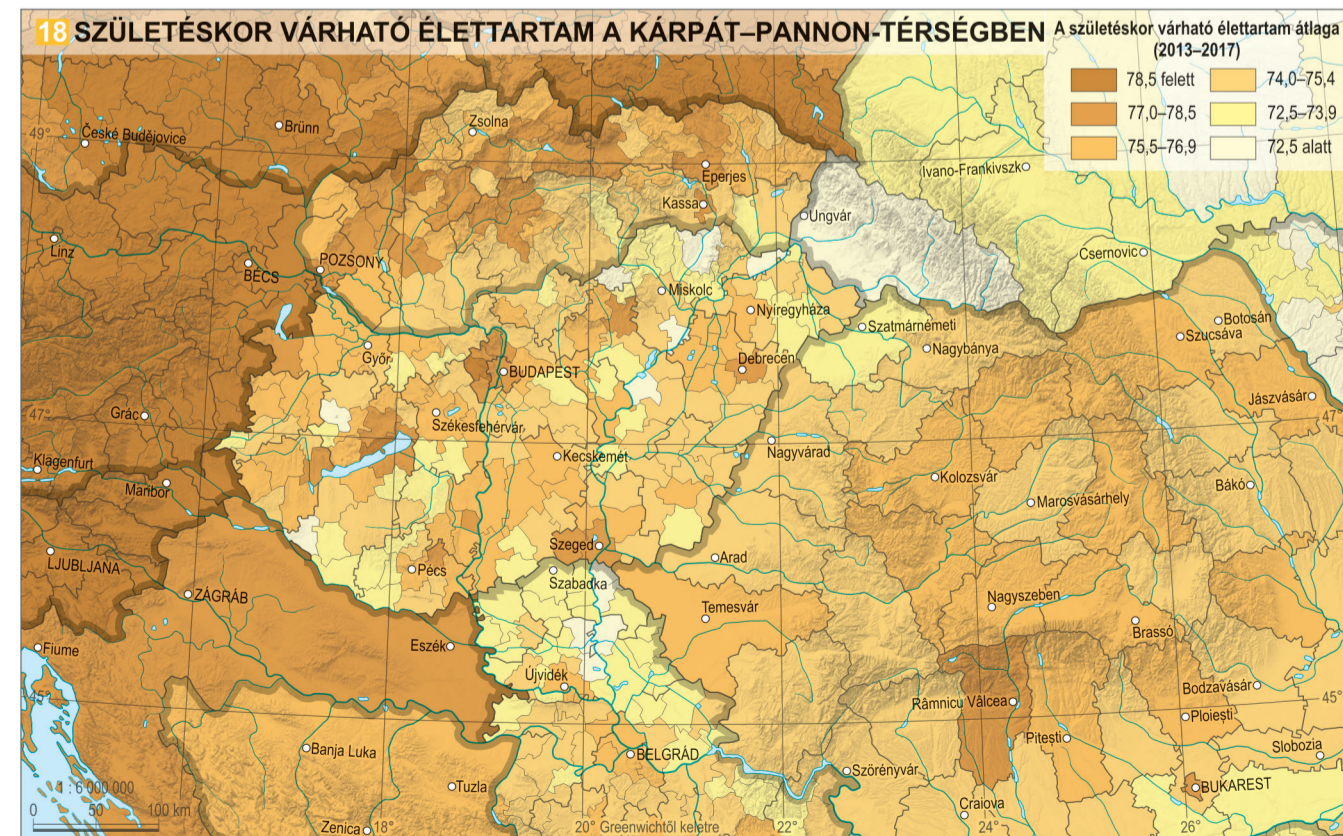 18 SZÜLETÉSKOR VÁRHATÓ ÉLETTARTAM A KÁRPÁT–PANNON-TÉRSÉGBEN
A születéskor várható élettartam átlaga
(2013–2017)
78,5 felett
74,0–75,4
77,0–78,5
72,5–73,9
75,5–76,9
72,5 alatt
49°
České Budějovice
Brünn
Zsolna
Eperjes
Kassa
Ungvár
Ivano-Frankivszk
Csernovic
Linz
BÉCS
POZSONY
Miskolc
Nyíregyháza
Szatmárnémeti
Nagybánya
Botosán
Szucsáva
Győr
BUDAPEST
Debrecen
Jászvásár
47°
Grác
Székesfehérvár
47°
Klagenfurt
Maribor
Kecskemét
Nagyvárad
Kolozsvár
Marosvásárhely
Bákó
LJUBLJANA
Pécs
Szeged
Szabadka
Arad
ZÁGRÁB
Temesvár
Nagyszeben
Brassó
Fiume
Eszék
Újvidék
45°
Râmnicu Vâlcea
Bodzavásár
45°
Ploiești
Pitești
Banja Luka
BELGRÁD
Slobozia
Tuzla
Szörényvár
BUKAREST
1 : 6 000 000
0 50 100 km
Zenica
18°
20° Greenwichtől keletre
22°
Craiova
24°
26°